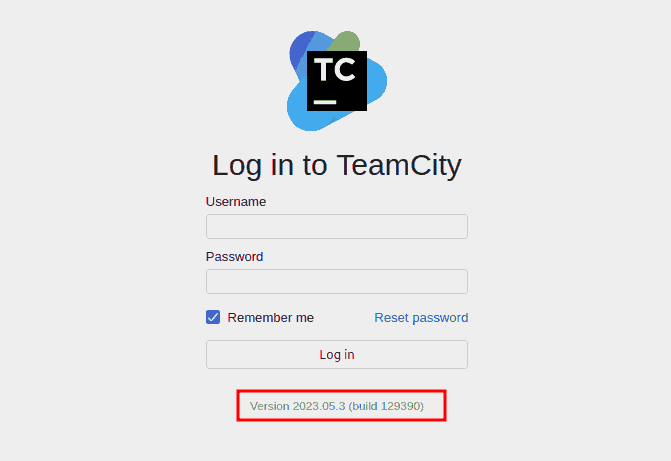 TC
Log in to TeamCity
Username
Password
Remember me Reset password
Log in
Version 2023.05.3 (build 129390)